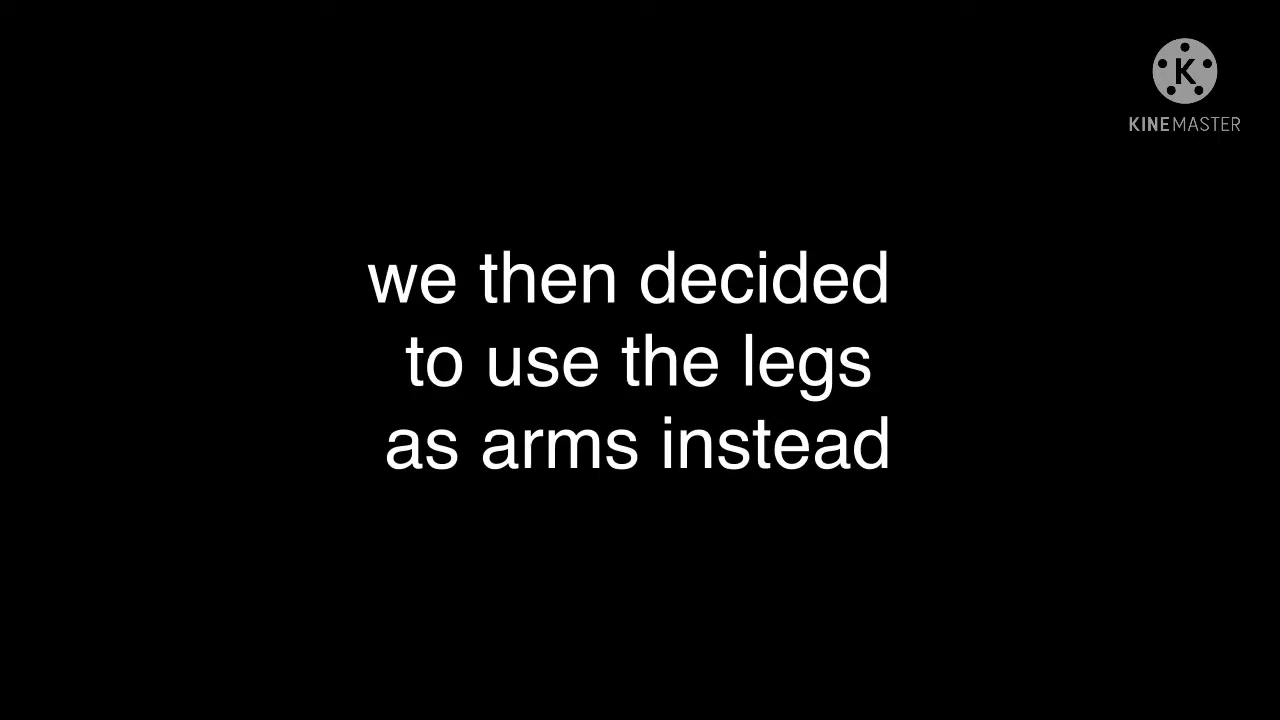 K
KINEMASTER
we then decided
to use the legs
as arms instead